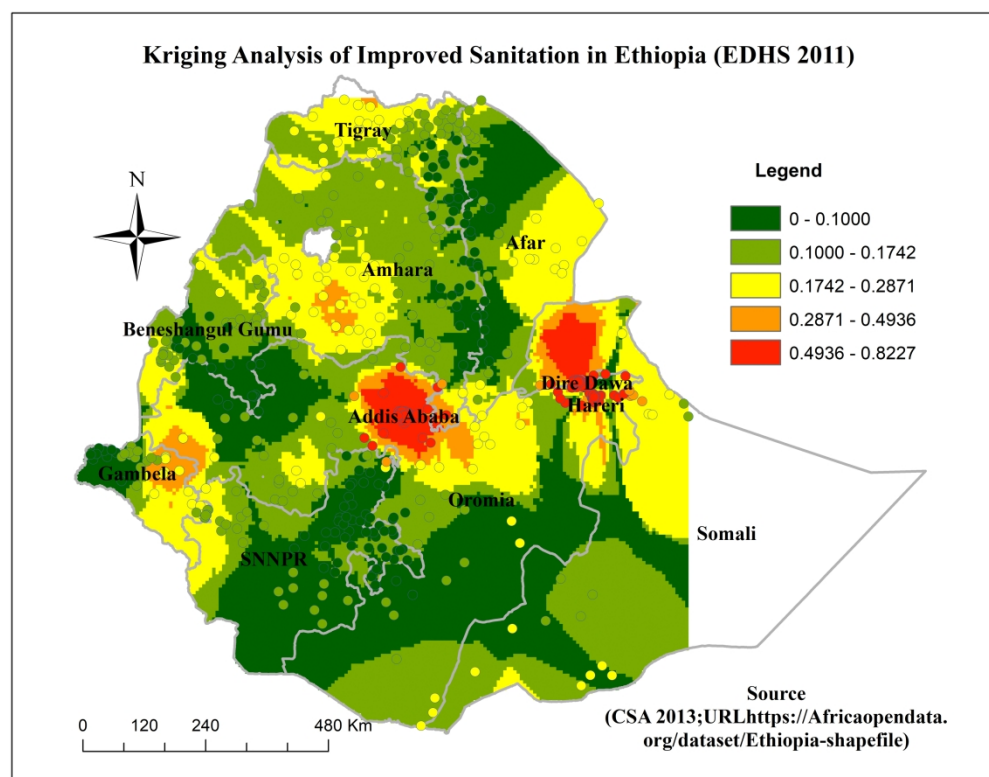 Kriging Analysis of Improved Sanitation in Ethiopia (EDHS 2011)
Tigray
N
Legend
0 - 0.1000
0.1000 - 0.1742
0.1742 - 0.2871
0.2871 - 0.4936
0.4936 - 0.8227
Afar
Amhara
Beneshangul Gumu
Dire Dawa
Hareri
Addis Ababa
Gambela
Oromia
Somali
SNNPR
0 120 240 480 Km
Source
(CSA 2013;URLhttps://Africaopendata.
org/dataset/Ethiopia-shapefile)